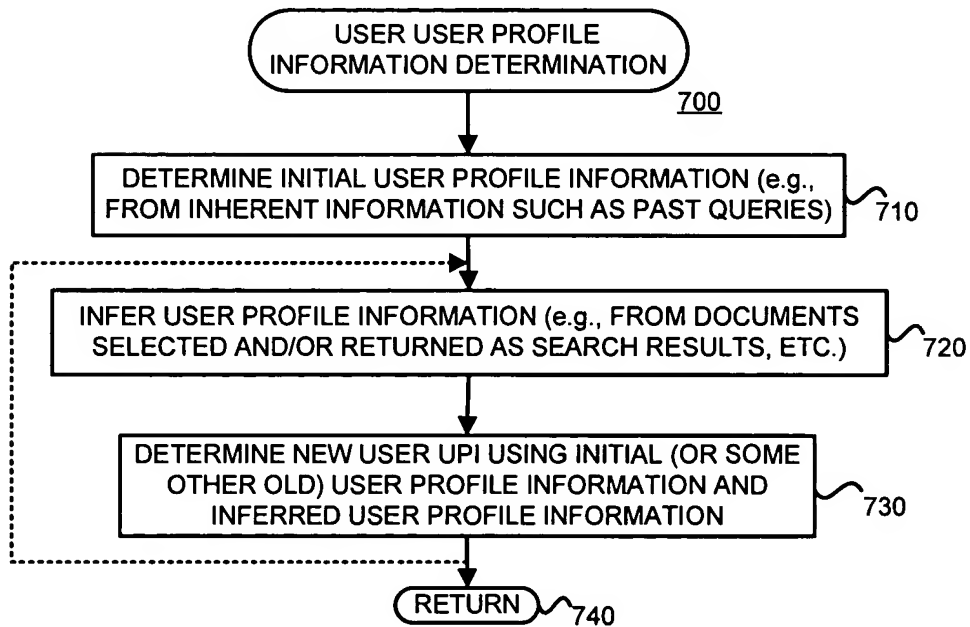 USER USER PROFILE
INFORMATION DETERMINATION
700
DETERMINE INITIAL USER PROFILE INFORMATION (e.g.,
FROM INHERENT INFORMATION SUCH AS PAST QUERIES)
710
INFER USER PROFILE INFORMATION (e.g., FROM DOCUMENTS
SELECTED AND/OR RETURNED AS SEARCH RESULTS, ETC.)
720
DETERMINE NEW USER UPI USING INITIAL (OR SOME
OTHER OLD) USER PROFILE INFORMATION AND
INFERRED USER PROFILE INFORMATION
730
RETURN
740